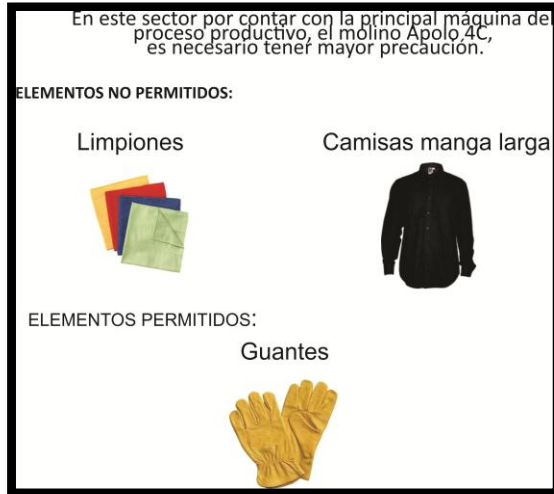 En este sector por contar con la principal máquina del
proceso productivo, el molino Apolo 4C,
es necesario tener mayor precaución.
ELEMENTOS NO PERMITIDOS:
Limpiones
Camisas manga larga
ELEMENTOS PERMITIDOS:
Guantes